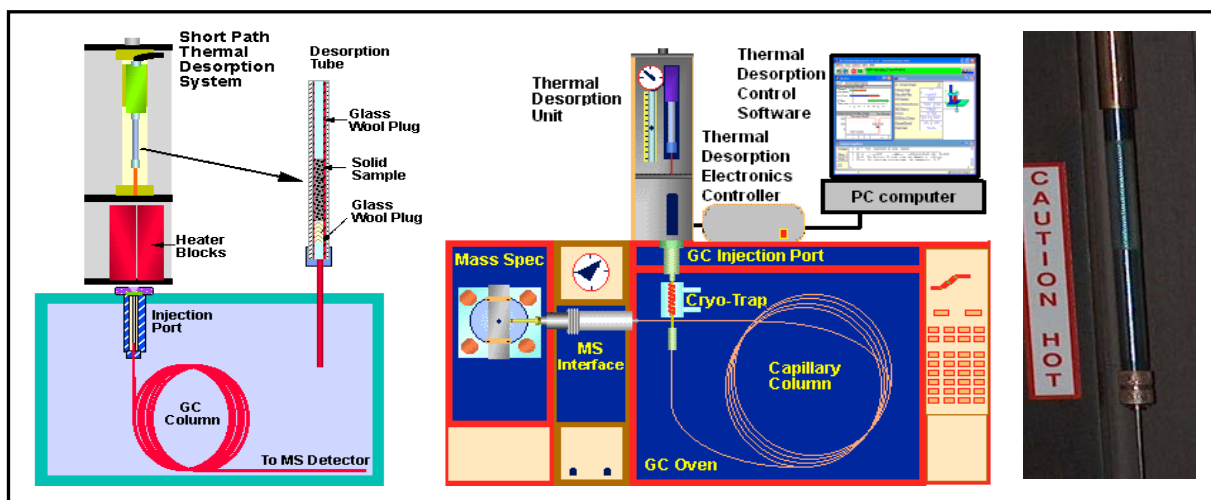 Short Path
Thermal
Desorption
System
Desorption
Tube
Glass
Wool Plug
Solid
Sample
Glass
Wool Plug
Heater
Blocks
Injection
Port
GC
Column
To MS Detector
Thermal
Desorption
Unit
Thermal
Desorption
Control
Software
Thermal
Desorption
Electronics
Controller
PC computer
Mass Spec
GC Injection Port
Cryo-Trap
MS
Interface
Capillary
Column
GC Oven
CAUTION HOT